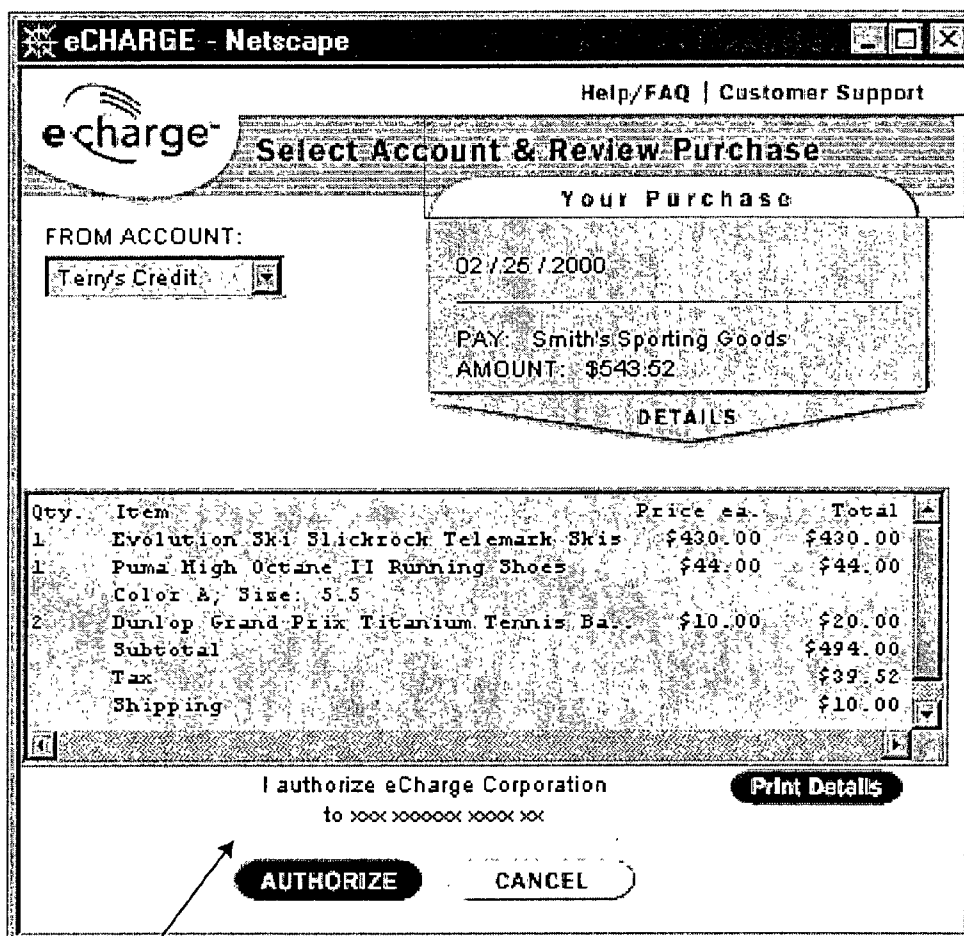 eCHARGE - Netscape
Help/FAQ | Customer Support
e charge™
Select Account & Review Purchase
Your Purchase
FROM ACCOUNT:
Terry's Credit
02 / 25 / 2000
PAY: Smith's Sporting Goods
AMOUNT: $543.52
DETAILS
Qty. Item Price ea. Total
1 Evolution Ski Slickrock Telemark Skis $430.00 $430.00
1 Puma High Octane II Running Shoes $44.00 $44.00
Color A, Size: 5.5
2 Dunlop Grand Prix Titanium Tennis Ba.. $10.00 $20.00
Subtotal $494.00
Tax $39.52
Shipping $10.00
I authorize eCharge Corporation
to xxx xxxxxx xxxx xx
Print Details
AUTHORIZE CANCEL